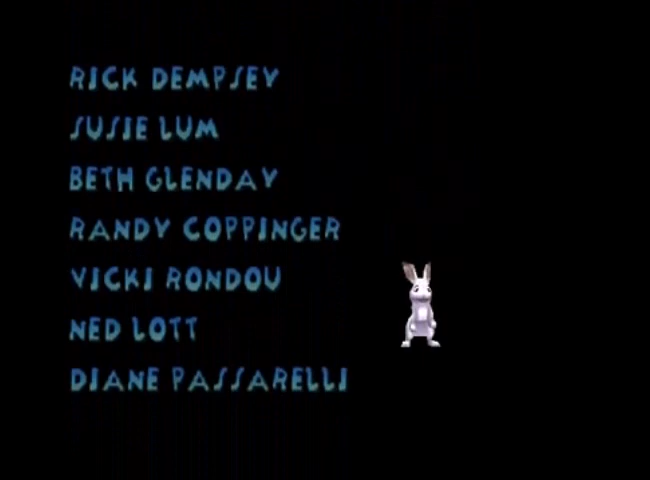 RICK DEMPSEY
SUSIE LUM
BETH GLENDAY
RANDY COPPINGER
VICKI RONDOU
NED LOTT
DIANE PASSARELLI